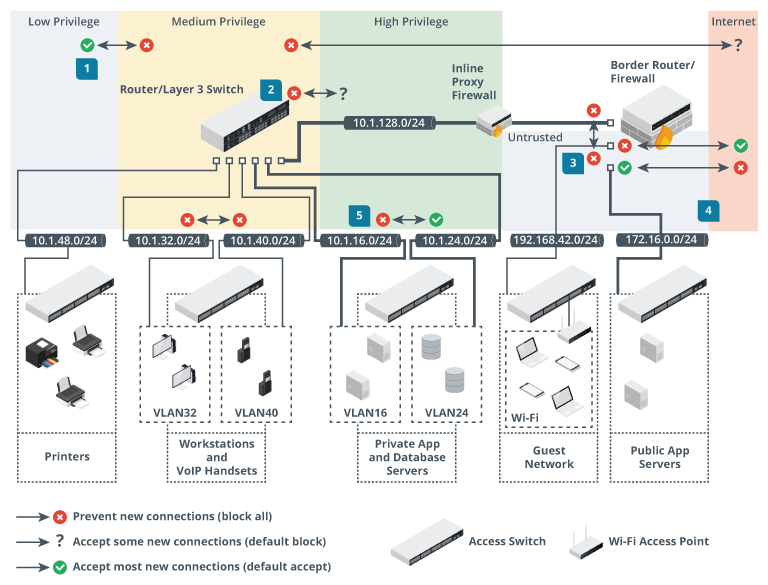 Low Privilege
Medium Privilege
High Privilege
Internet
?
1
Router/Layer 3 Switch
2
?
Inline
Proxy
Firewall
Border Router/
Firewall
10.1.128.0/24
Untrusted
3
4
5
10.1.48.0/24
10.1.32.0/24
10.1.40.0/24
10.1.16.0/24
10.1.24.0/24
192.168.42.0/24
172.16.0.0/24
VLAN32
VLAN40
VLAN16
VLAN24
Wi-Fi
Printers
Workstations
and
VoIP Handsets
Private App
and Database
Servers
Guest
Network
Public App
Servers
Prevent new connections (block all)
? Accept some new connections (default block)
Accept most new connections (default accept)
Access Switch
Wi-Fi Access Point